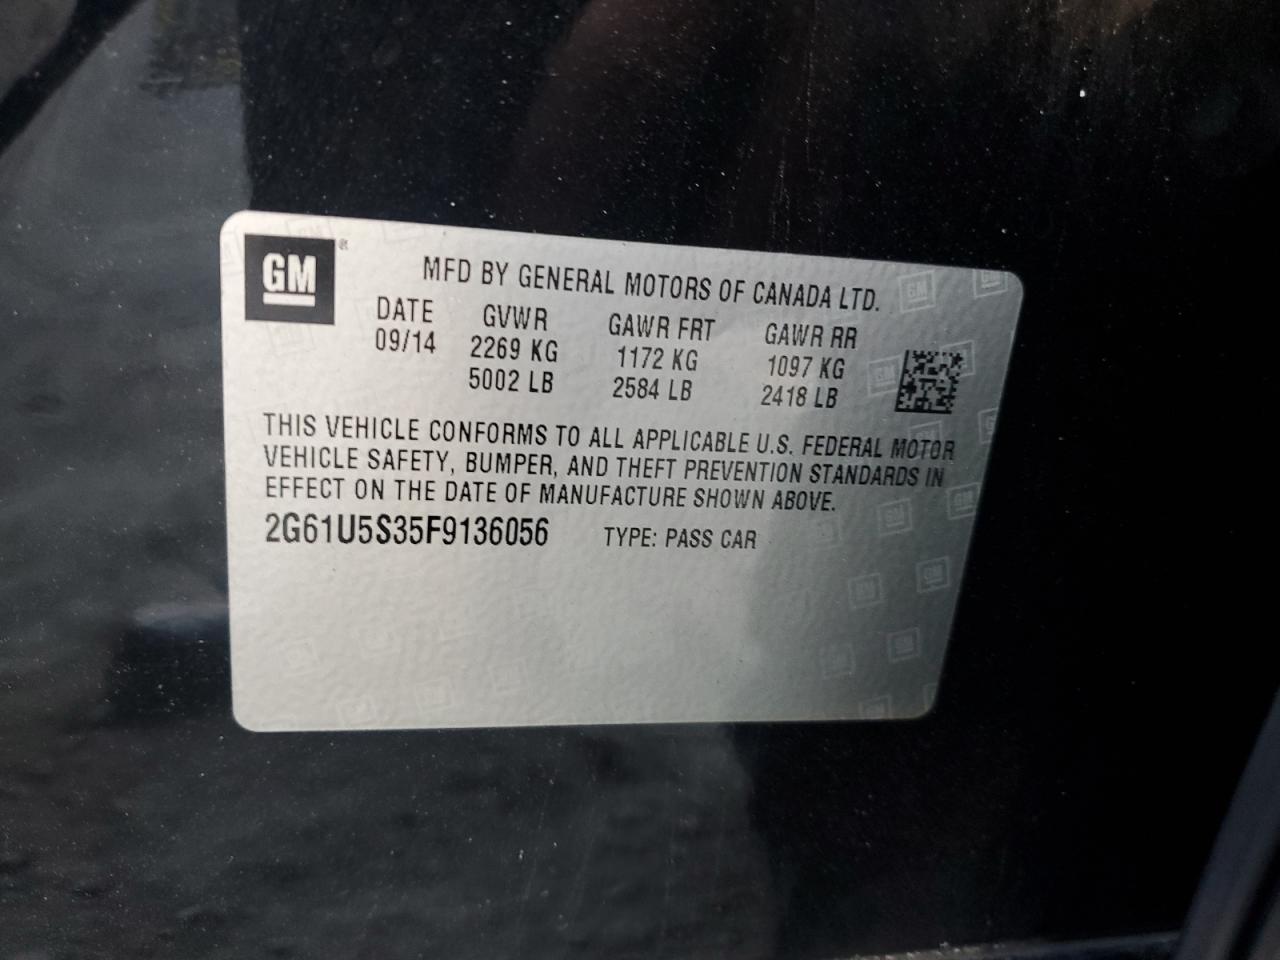 GM ®
MFD BY GENERAL MOTORS OF CANADA LTD.
DATE GVWR GAWR FRT GAWR RR
09/14 2269 KG 1172 KG 1097 KG
5002 LB 2584 LB 2418 LB
THIS VEHICLE CONFORMS TO ALL APPLICABLE U.S. FEDERAL MOTOR
VEHICLE SAFETY, BUMPER, AND THEFT PREVENTION STANDARDS IN
EFFECT ON THE DATE OF MANUFACTURE SHOWN ABOVE.
2G61U5S35F9136056 TYPE: PASS CAR